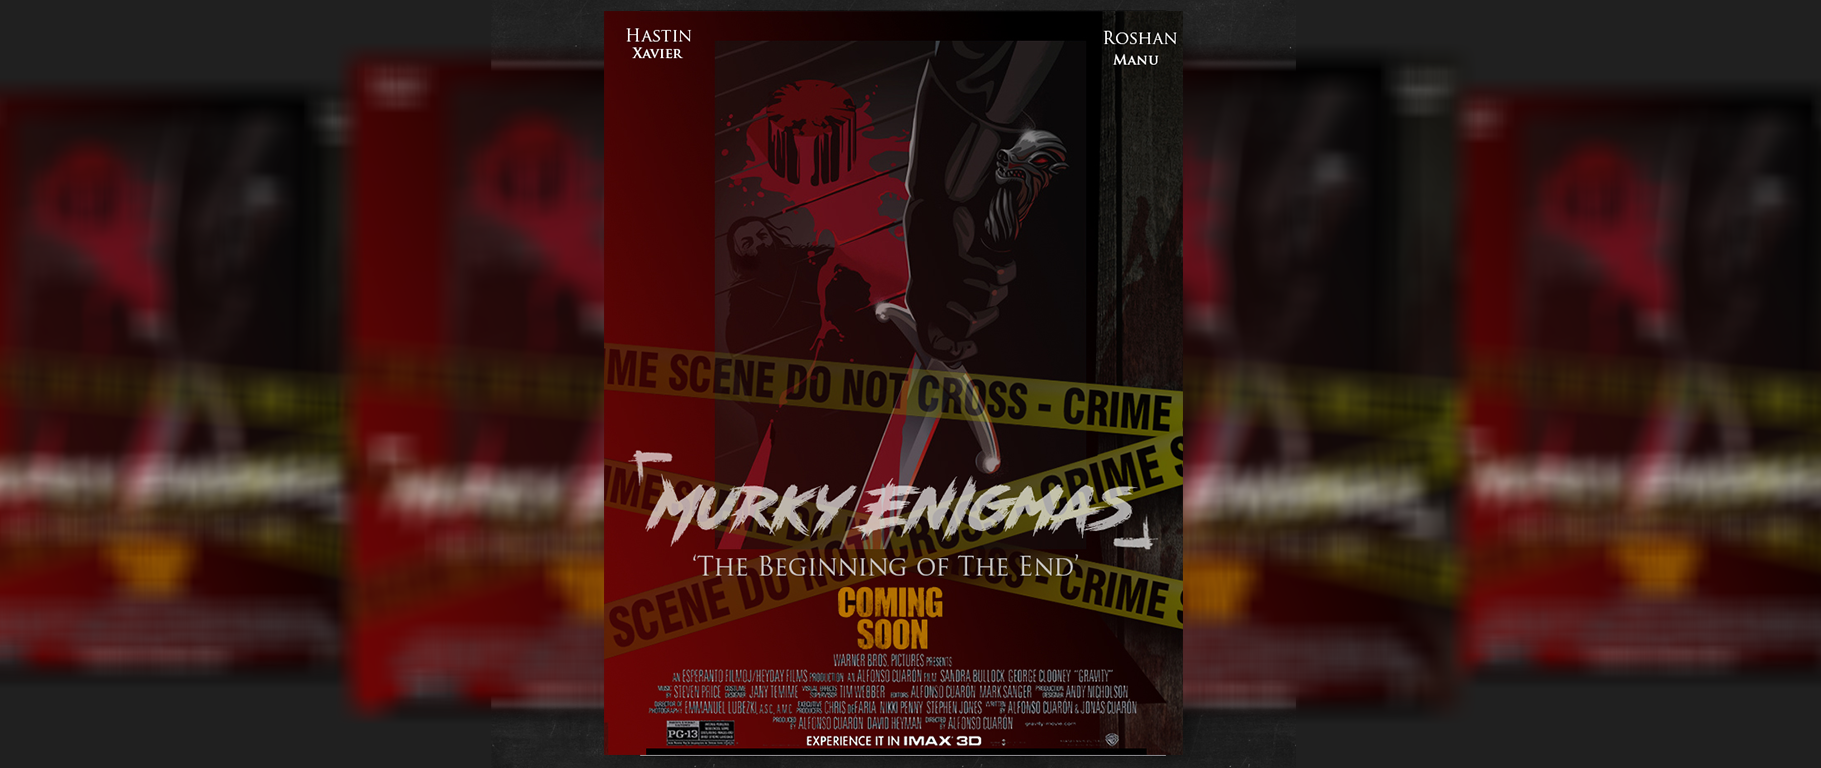 HASTIN
XAVIER
ROSHAN
MANU
ME SCENE DO NOT CROSS - CRIME
CRIME S
MURKY ENIGMAS
'THE BEGINNING OF THE END'
SCENE DO NOT CROSS - CRIME S
COMING
SOON
WARNER BROS. PICTURES PRESENTS
AN ESPERANTO FILMOJ/HEYDAY FILMS PRODUCTION AN ALFONSO CUARÓN FILM SANDRA BULLOCK GEORGE CLOONEY "GRAVITY"
MUSIC BY STEVEN PRICE COSTUME DESIGNER JANY TEMIME VISUAL EFFECTS SUPERVISOR TIM WEBBER EDITORS ALFONSO CUARÓN MARK SANGER PRODUCTION DESIGNER ANDY NICHOLSON
DIRECTOR OF PHOTOGRAPHY EMMANUEL LUBEZKI, A.S.C., A.M.C. EXECUTIVE PRODUCERS CHRIS DEFARIA NIKKI PENNY STEPHEN JONES WRITTEN BY ALFONSO CUARÓN & JONÁS CUARÓN
PRODUCED BY ALFONSO CUARÓN DAVID HEYMAN DIRECTED BY ALFONSO CUARÓN gravity movie.com
PG-13
EXPERIENCE IT IN IMAX 3D